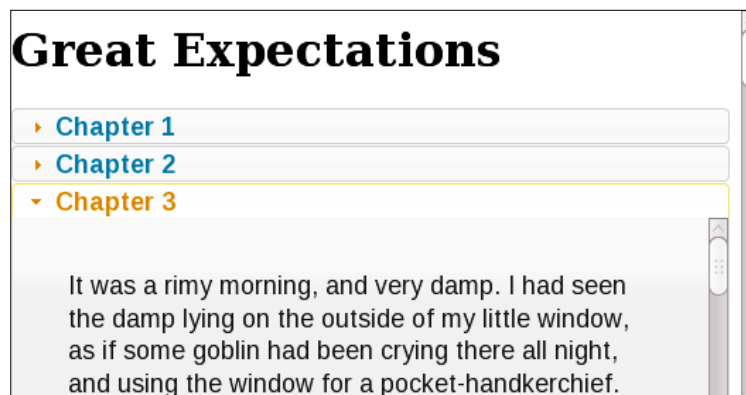 Great Expectations
Chapter 1
Chapter 2
Chapter 3
It was a rimy morning, and very damp. I had seen
the damp lying on the outside of my little window,
as if some goblin had been crying there all night,
and using the window for a pocket-handkerchief.